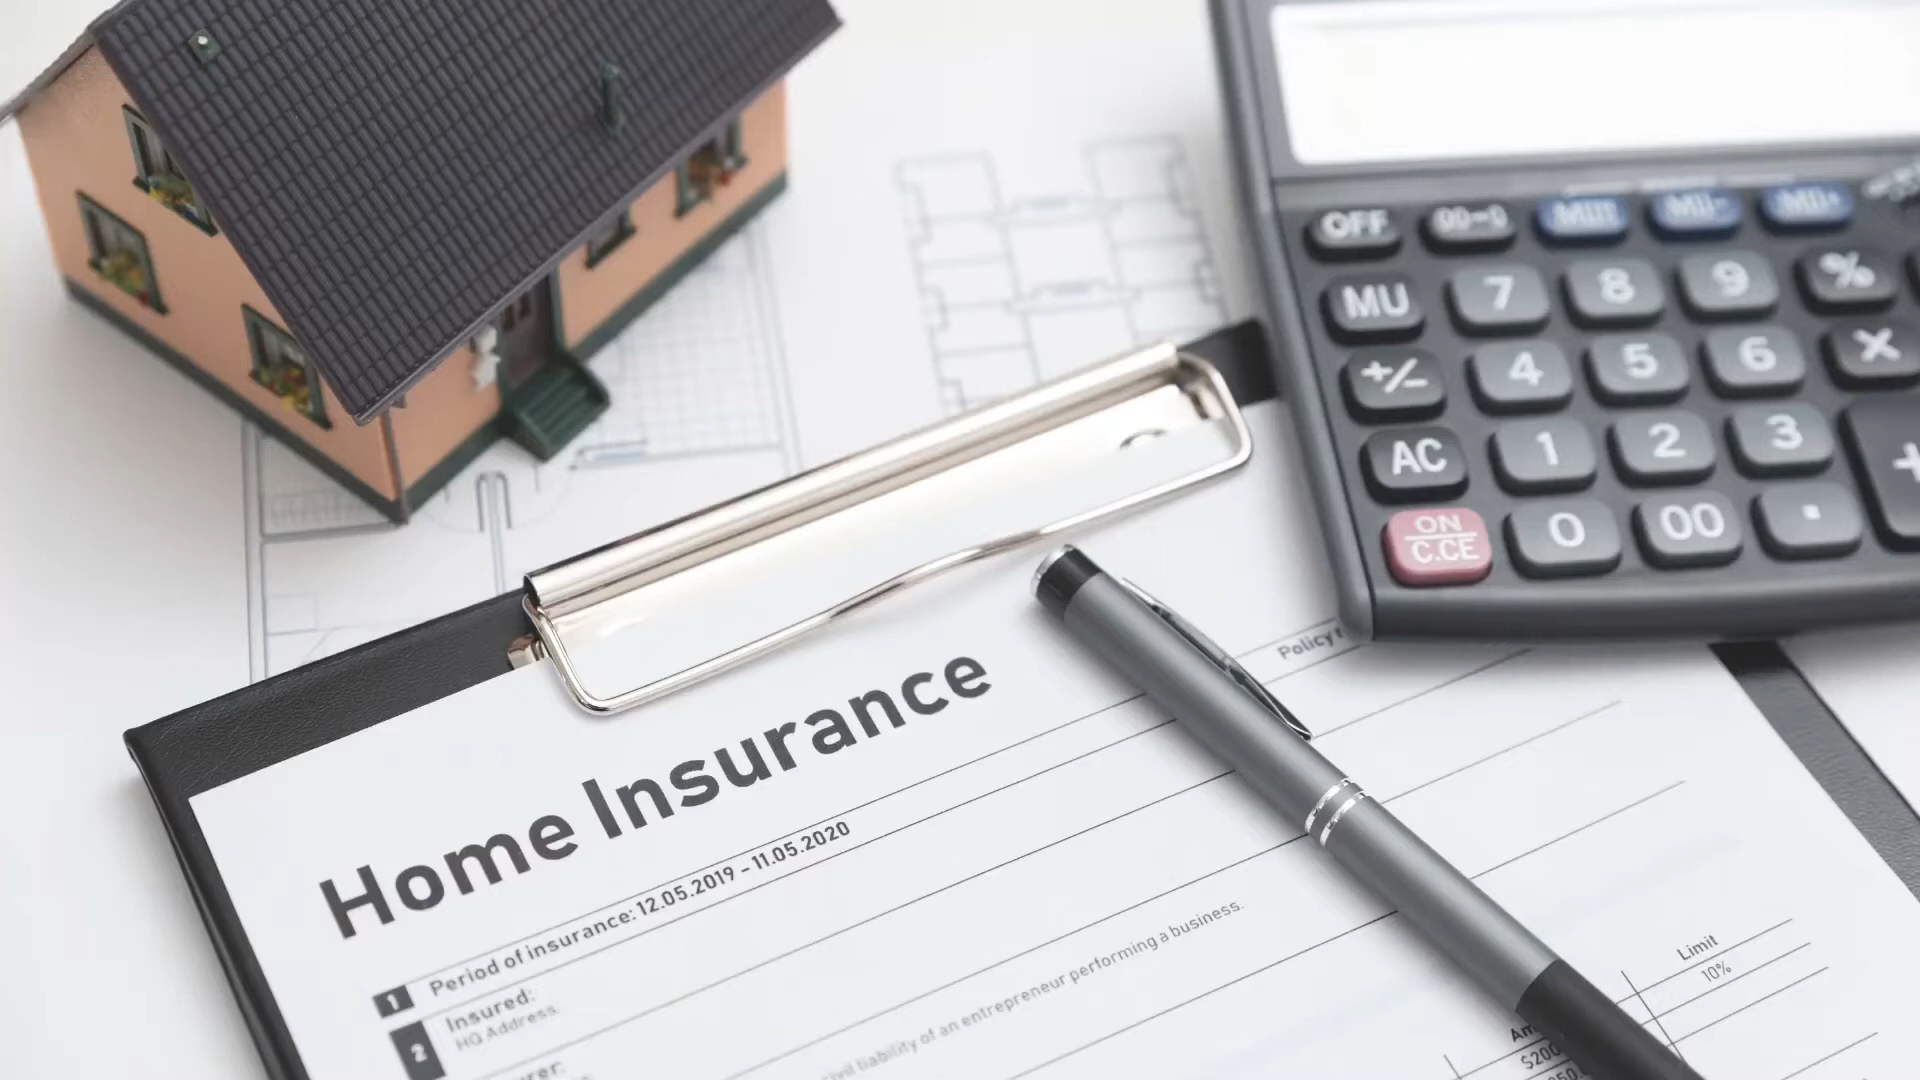 OFF 00→0
MU 7 8 9 %
+/- 4 5 6 ×
AC 1 2 3 +
ON
C.CE 0 00 .
Home Insurance
Policy
1 Period of insurance: 12.05.2019 - 11.05.2020
2 Insured:
HQ Address:
liability of an entrepreneur performing a business.
Limit
10%